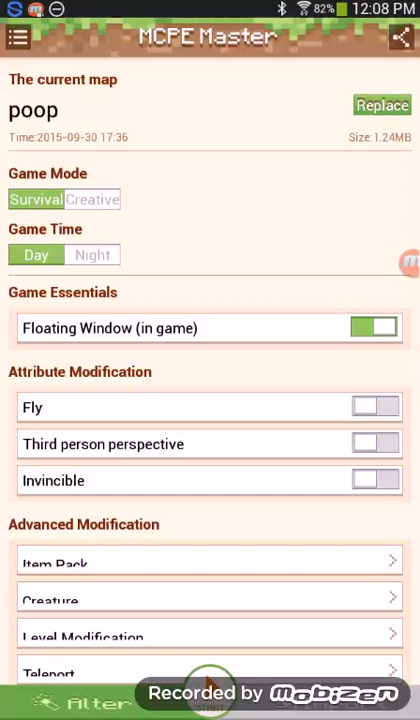 82% 12:08 PM
MCPE Master
The current map
poop
Replace
Time:2015-09-30 17:36 Size:1.24MB
Game Mode
Survival Creative
Game Time
Day Night
Game Essentials
Floating Window (in game)
Attribute Modification
Fly
Third person perspective
Invincible
Advanced Modification
Item Pack
Creature
Level Modification
Teleport
Alter
START
Recorded by Mobizen